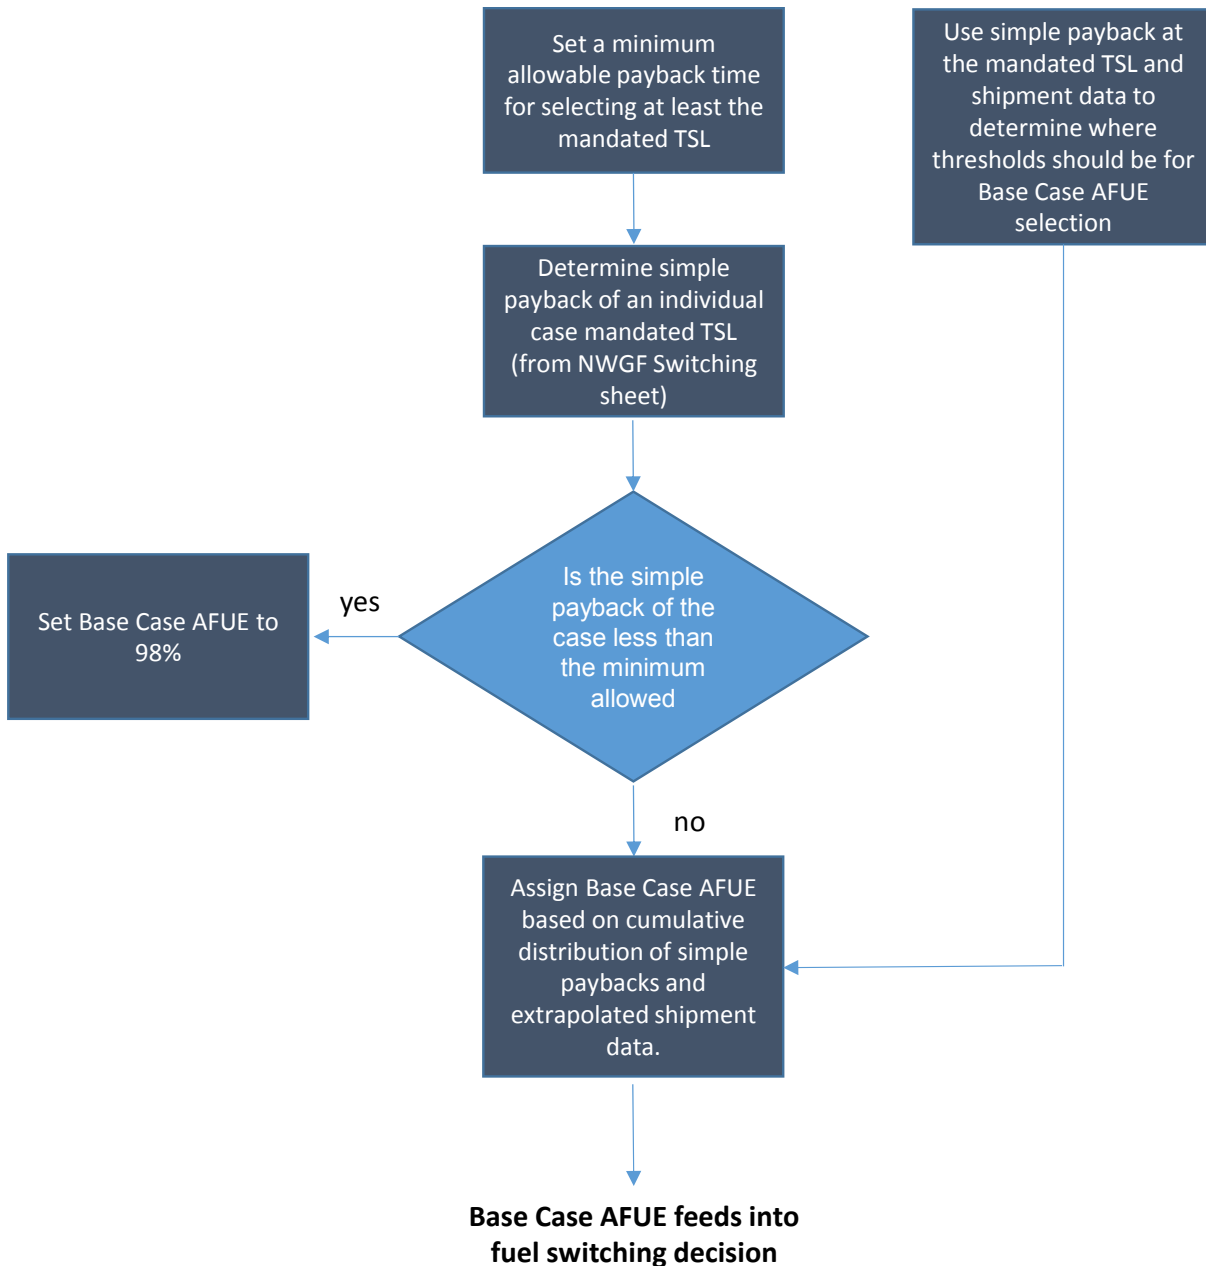 Set a minimum
allowable payback time
for selecting at least the
mandated TSL
Use simple payback at
the mandated TSL and
shipment data to
determine where
thresholds should be for
Base Case AFUE
selection
Determine simple
payback of an individual
case mandated TSL
(from NWGF Switching
sheet)
Is the simple
payback of the
case less than
the minimum
allowed
yes
Set Base Case AFUE to
98%
no
Assign Base Case AFUE
based on cumulative
distribution of simple
paybacks and
extrapolated shipment
data.
Base Case AFUE feeds into
fuel switching decision